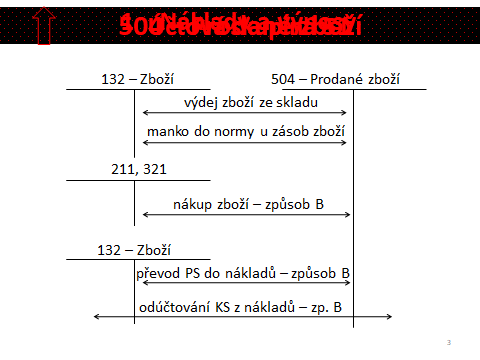 132 – Zboží
504 – Prodané zboží
výdej zboží ze skladu
manko do normy u zásob zboží
211, 321
nákup zboží – způsob B
132 – Zboží
převod PS do nákladů – způsob B
odúčtování KS z nákladů – zp. B
3